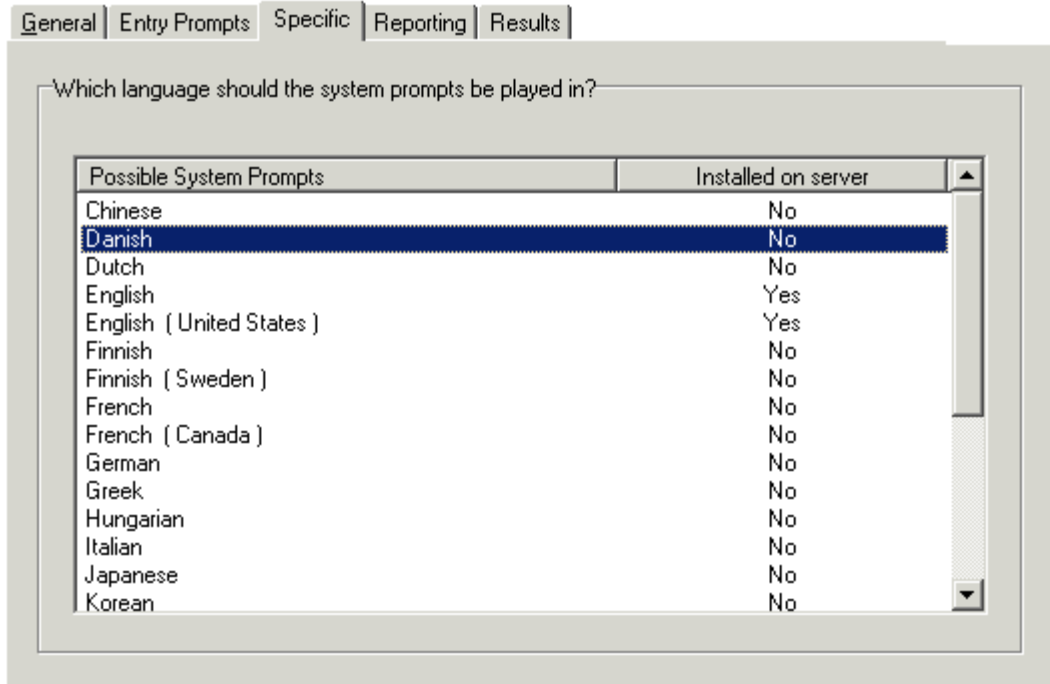 General Entry Prompts Specific Reporting Results
Which language should the system prompts be played in?
Possible System Prompts Installed on server
Chinese No
Danish No
Dutch No
English Yes
English ( United States ) Yes
Finnish No
Finnish ( Sweden ) No
French No
French ( Canada ) No
German No
Greek No
Hungarian No
Italian No
Japanese No
Korean No